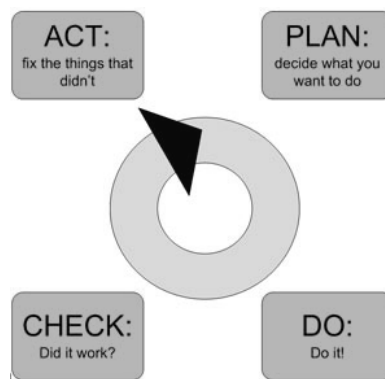 ACT:
fix the things that
didn't
PLAN:
decide what you
want to do
CHECK:
Did it work?
DO:
Do it!